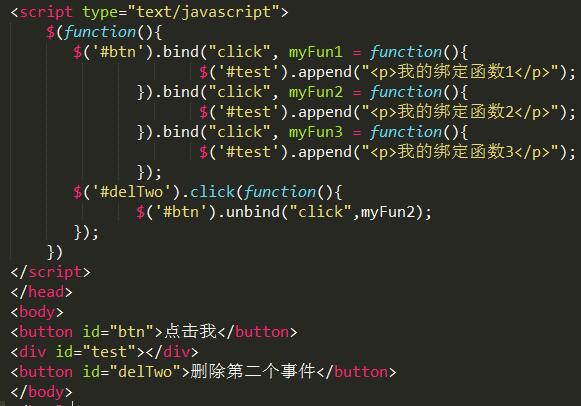 <script type="text/javascript">
$(function(){
$('#btn').bind("click", myFun1 = function(){
$('#test').append("<p>我的绑定函数1</p>");
}).bind("click", myFun2 = function(){
$('#test').append("<p>我的绑定函数2</p>");
}).bind("click", myFun3 = function(){
$('#test').append("<p>我的绑定函数3</p>");
});
$('#delTwo').click(function(){
$('#btn').unbind("click",myFun2);
});
})
</script>
</head>
<body>
<button id="btn">点击我</button>
<div id="test"></div>
<button id="delTwo">删除第二个事件</button>
</body>